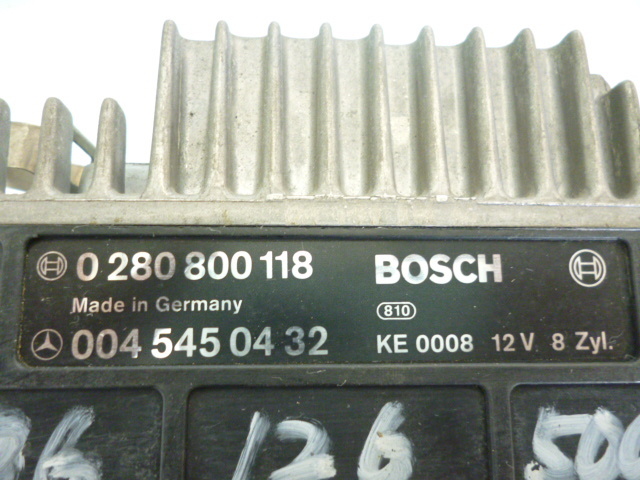 0 280 800 118 BOSCH
Made in Germany 810
004 545 04 32 KE 0008 12 V 8 Zyl.
126